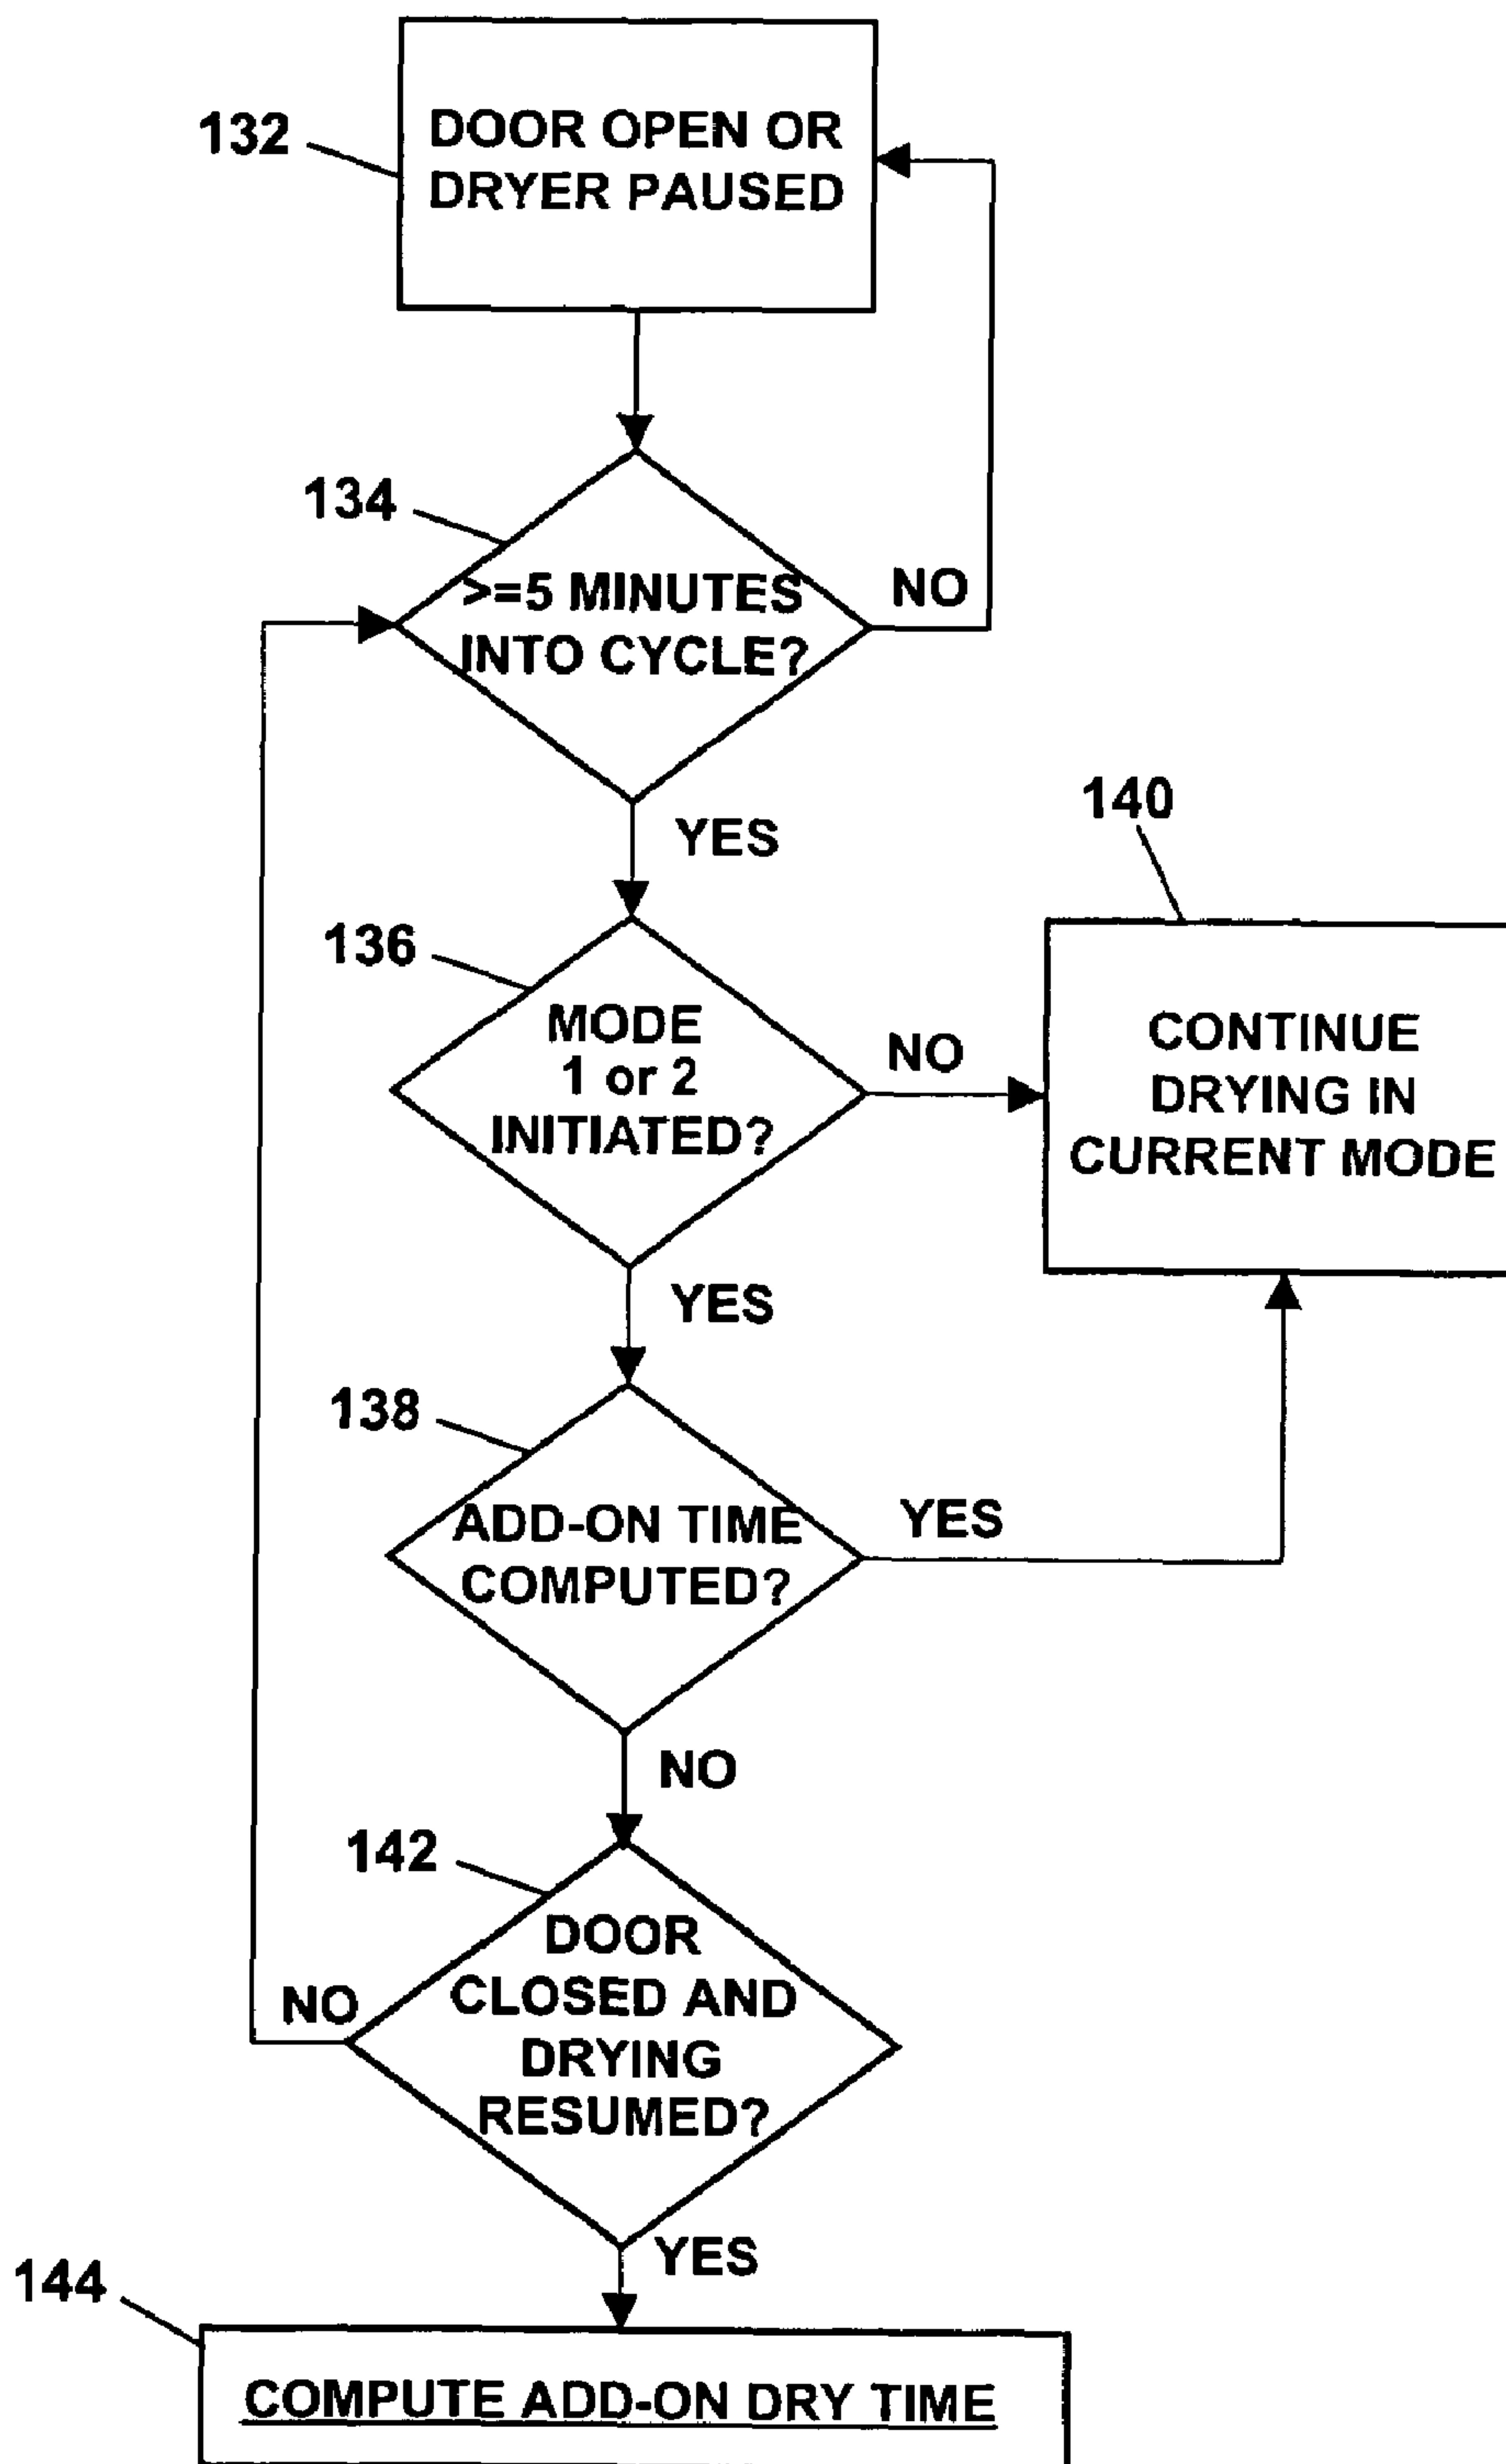 132
DOOR OPEN OR
DRYER PAUSED
134
>=5 MINUTES
INTO CYCLE?
NO
YES
140
136
MODE
1 or 2
INITIATED?
NO
CONTINUE
DRYING IN
CURRENT MODE
YES
138
ADD-ON TIME
COMPUTED?
YES
NO
142
DOOR
CLOSED AND
DRYING
RESUMED?
NO
YES
144
COMPUTE ADD-ON DRY TIME